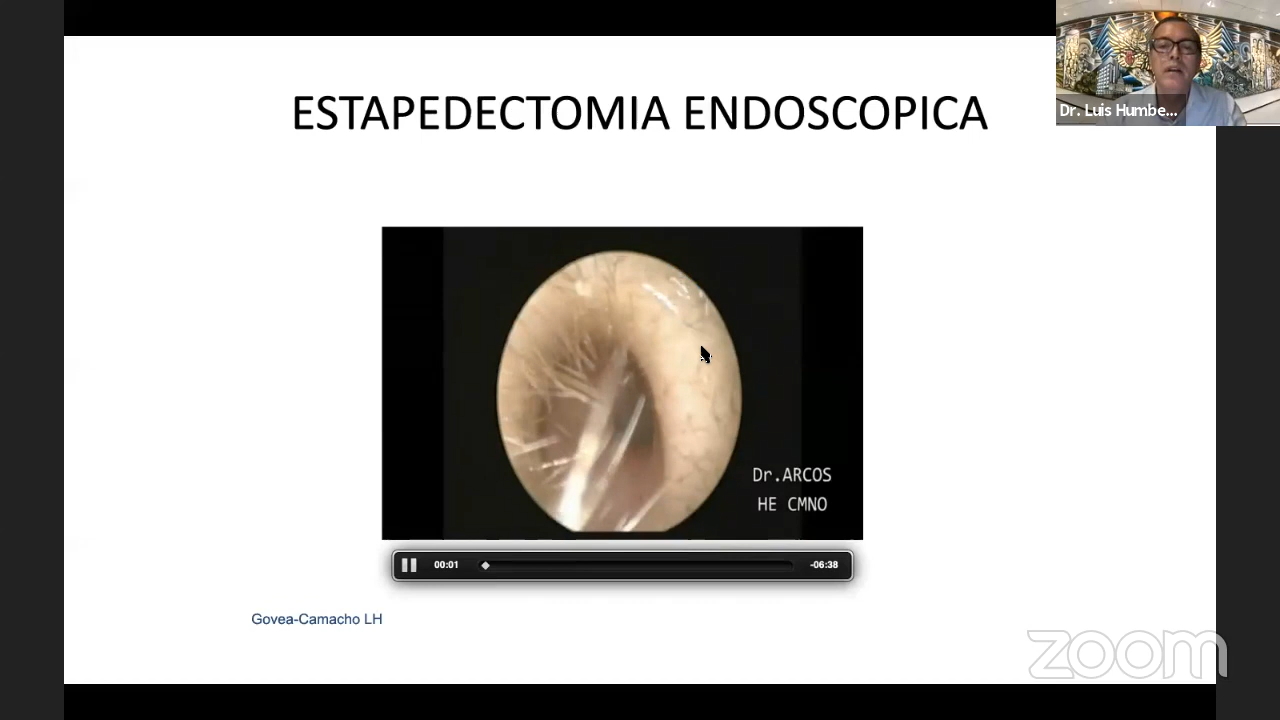 ESTAPEDECTOMIA ENDOSCOPICA
Dr. Luis Humbe...
Dr.ARCOS
HE CMNO
00:01
-06:38
Govea-Camacho LH
zoom